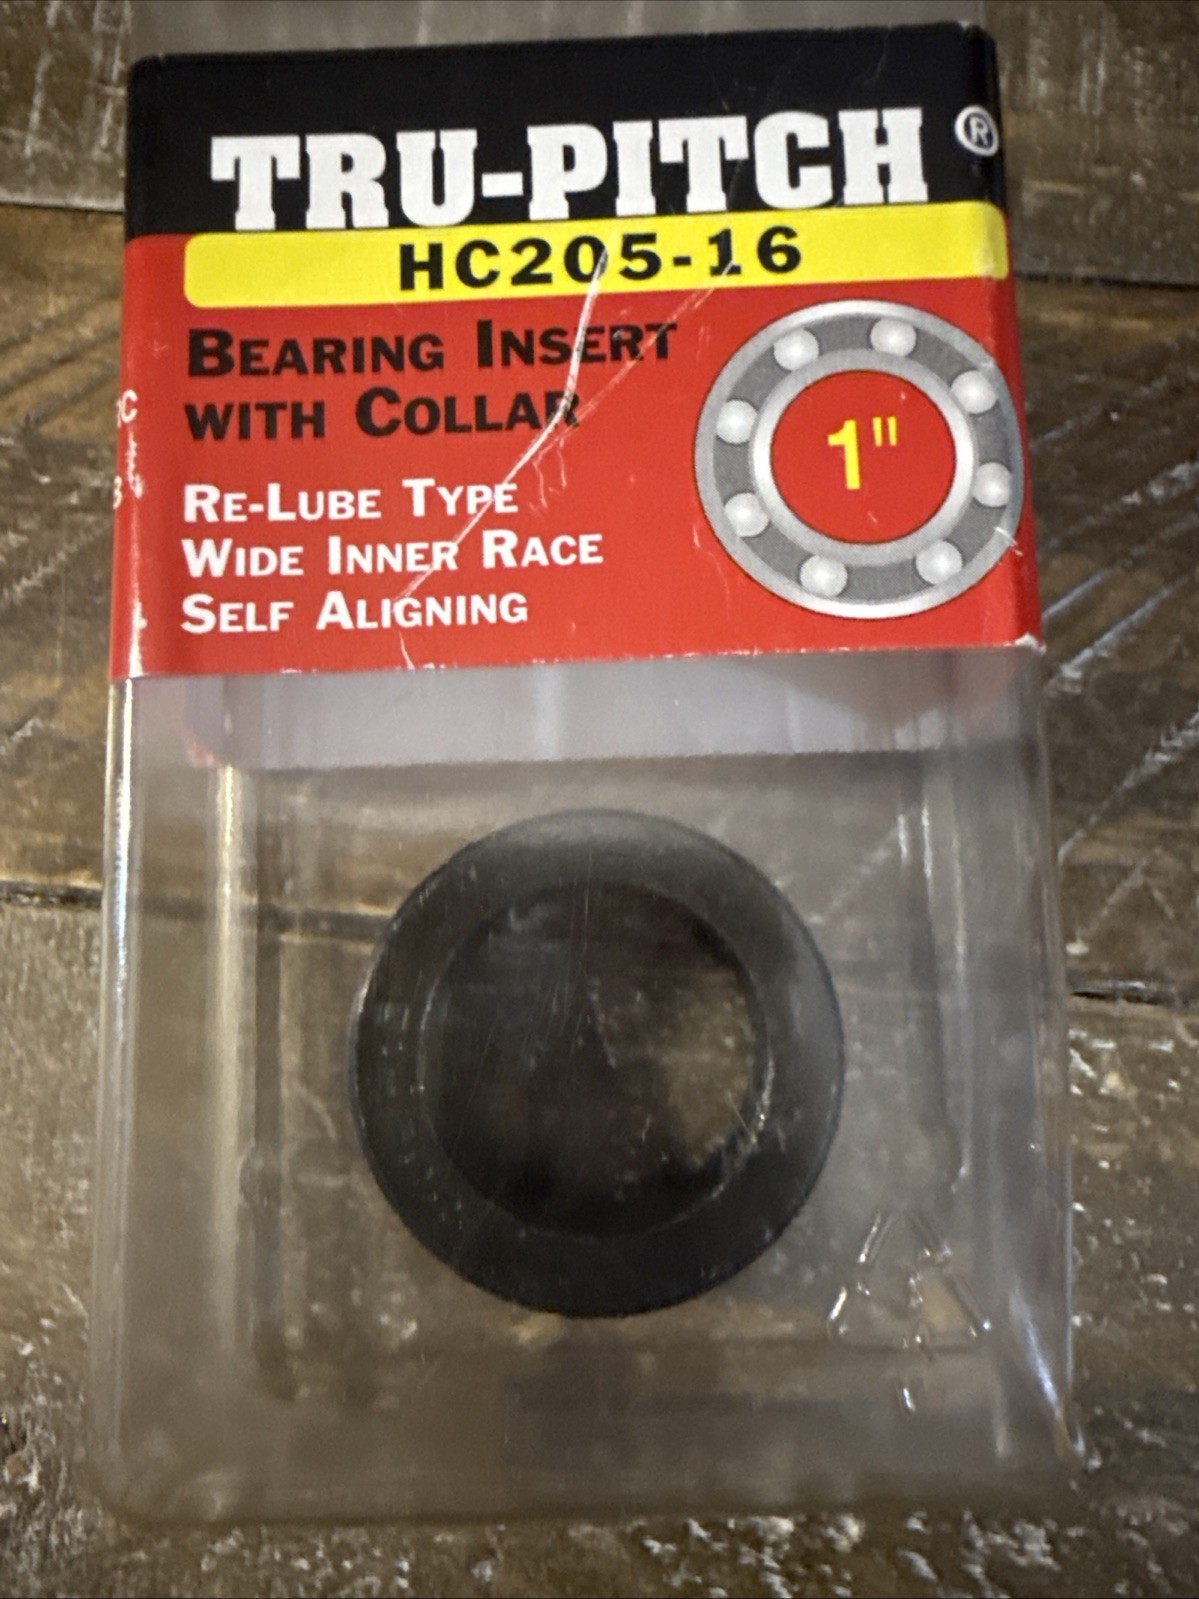 TRU-PITCH®
HC205-16
BEARING INSERT
WITH COLLAR
1"
RE-LUBE TYPE
WIDE INNER RACE
SELF ALIGNING